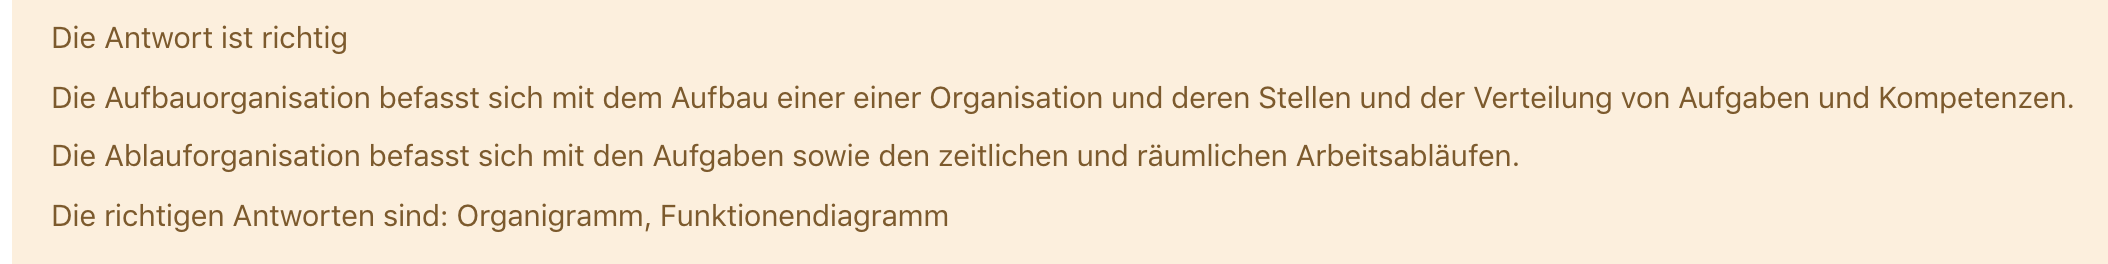 Die Antwort ist richtig
Die Aufbauorganisation befasst sich mit dem Aufbau einer einer Organisation und deren Stellen und der Verteilung von Aufgaben und Kompetenzen.
Die Ablauforganisation befasst sich mit den Aufgaben sowie den zeitlichen und räumlichen Arbeitsabläufen.
Die richtigen Antworten sind: Organigramm, Funktionendiagramm